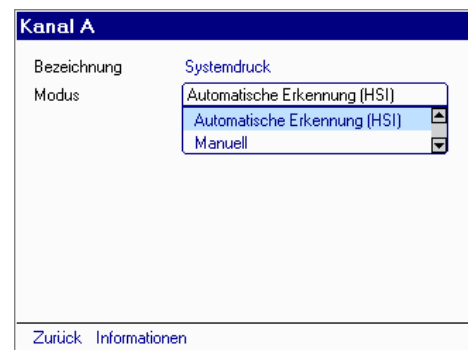 Kanal A
Bezeichnung Systemdruck
Modus Automatische Erkennung (HSI)
Automatische Erkennung (HSI)
Manuell
Zurück Informationen